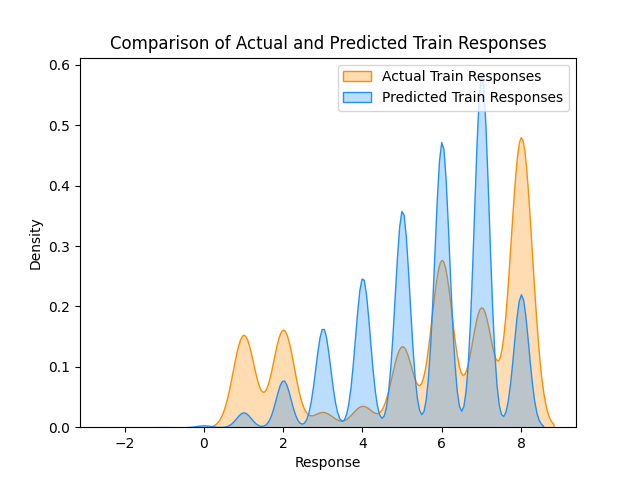 Comparison of Actual and Predicted Train Responses
Actual Train Responses
Predicted Train Responses
0.6
0.5
0.4
0.3
0.2
0.1
0.0
Density
−2
0
2
4
6
8
Response